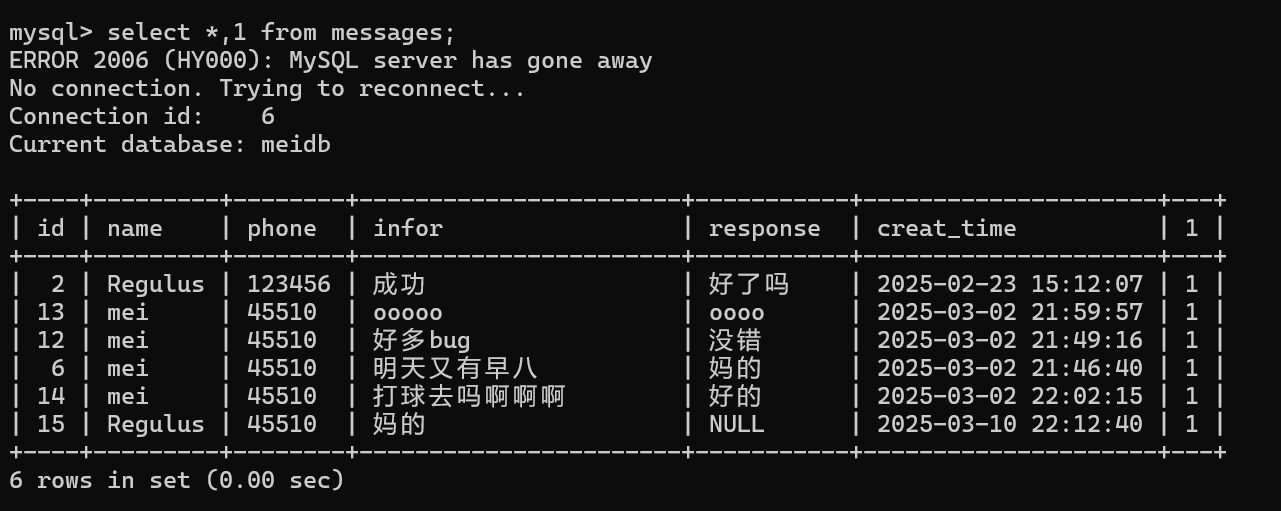 mysql> select *,1 from messages;
ERROR 2006 (HY000): MySQL server has gone away
No connection. Trying to reconnect...
Connection id:    6
Current database: meidb
+----+---------+--------+-----------------------+-----------+---------------------+---+
| id | name    | phone  | infor                 | response  | creat_time          | 1 |
+----+---------+--------+-----------------------+-----------+---------------------+---+
|  2 | Regulus | 123456 | 成功                  | 好了吗    | 2025-02-23 15:12:07 | 1 |
| 13 | mei     | 45510  | ooooo                 | oooo      | 2025-03-02 21:59:57 | 1 |
| 12 | mei     | 45510  | 好多bug               | 没错      | 2025-03-02 21:49:16 | 1 |
|  6 | mei     | 45510  | 明天又有早八          | 妈的      | 2025-03-02 21:46:40 | 1 |
| 14 | mei     | 45510  | 打球去吗啊啊啊        | 好的      | 2025-03-02 22:02:15 | 1 |
| 15 | Regulus | 45510  | 妈的                  | NULL      | 2025-03-10 22:12:40 | 1 |
+----+---------+--------+-----------------------+-----------+---------------------+---+
6 rows in set (0.00 sec)